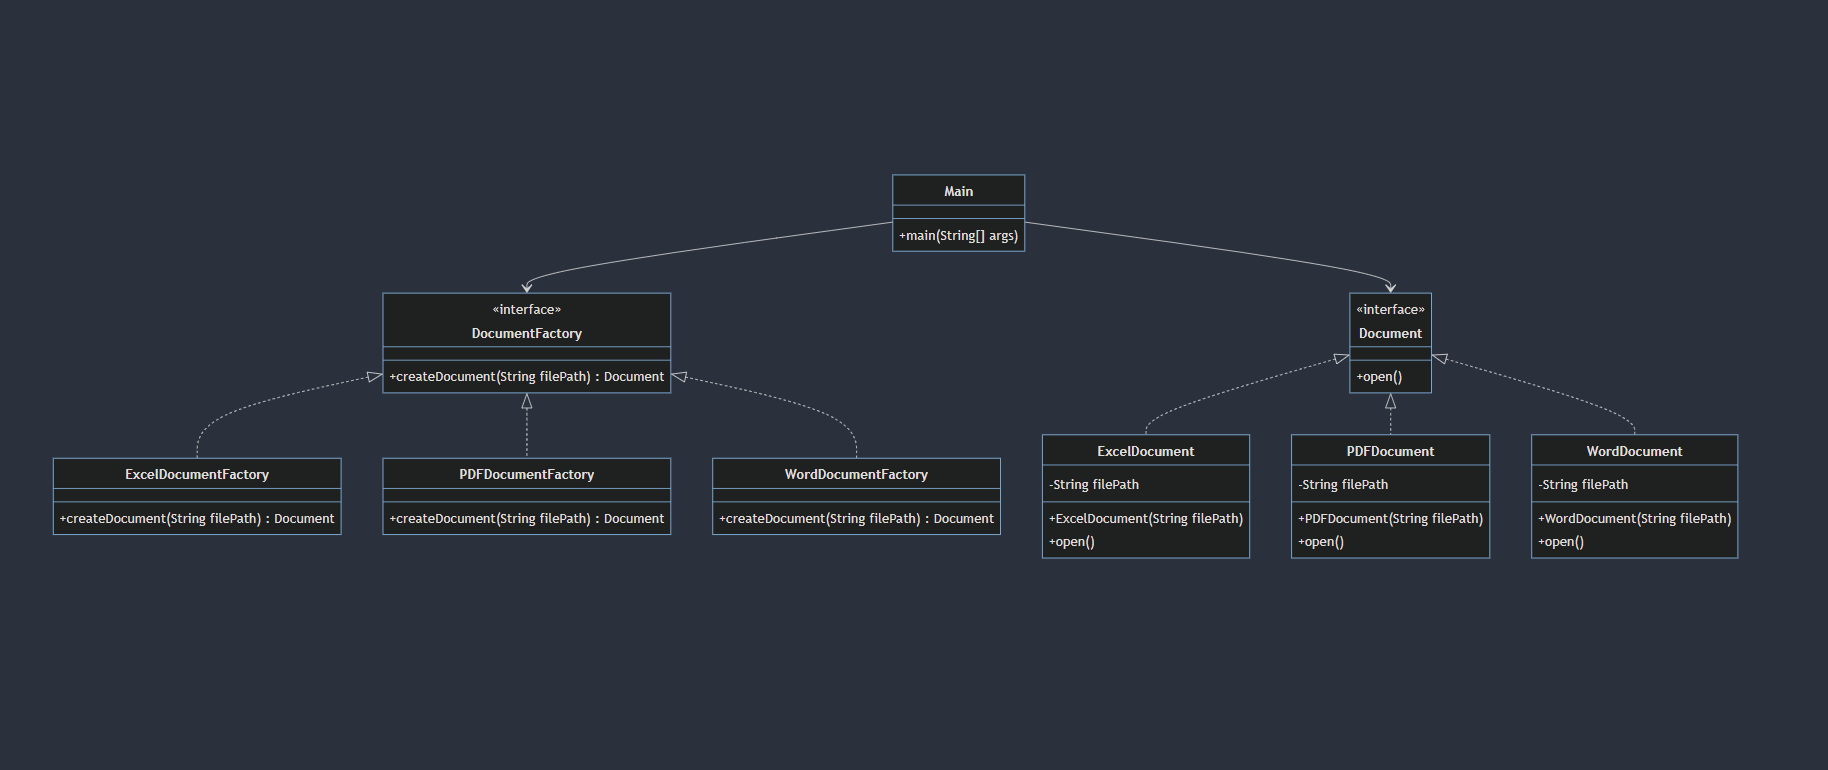 Main
+main(String[] args)
«interface»
DocumentFactory
+createDocument(String filePath) : Document
«interface»
Document
+open()
ExcelDocumentFactory
+createDocument(String filePath) : Document
PDFDocumentFactory
+createDocument(String filePath) : Document
WordDocumentFactory
+createDocument(String filePath) : Document
ExcelDocument
-String filePath
+ExcelDocument(String filePath)
+open()
PDFDocument
-String filePath
+PDFDocument(String filePath)
+open()
WordDocument
-String filePath
+WordDocument(String filePath)
+open()